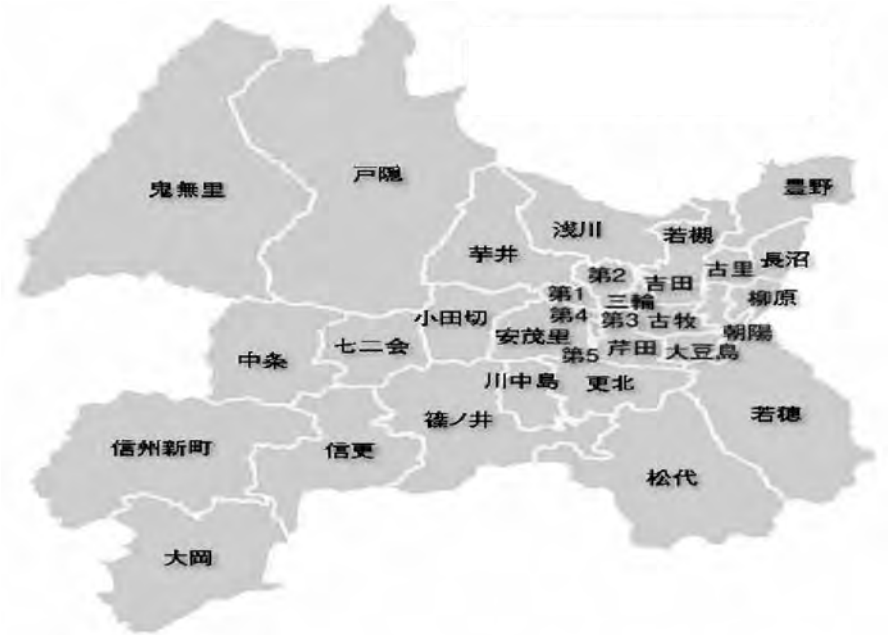 戸隠
鬼無里
豊野
浅川
若槻
芋井
古里
長沼
第2
吉田
第1
三輪
柳原
小田切
第4
第3
古牧
朝陽
安茂里
七二会
中条
第5
芹田
大豆島
川中島
更北
篠ノ井
若穂
信州新町
信更
松代
大岡